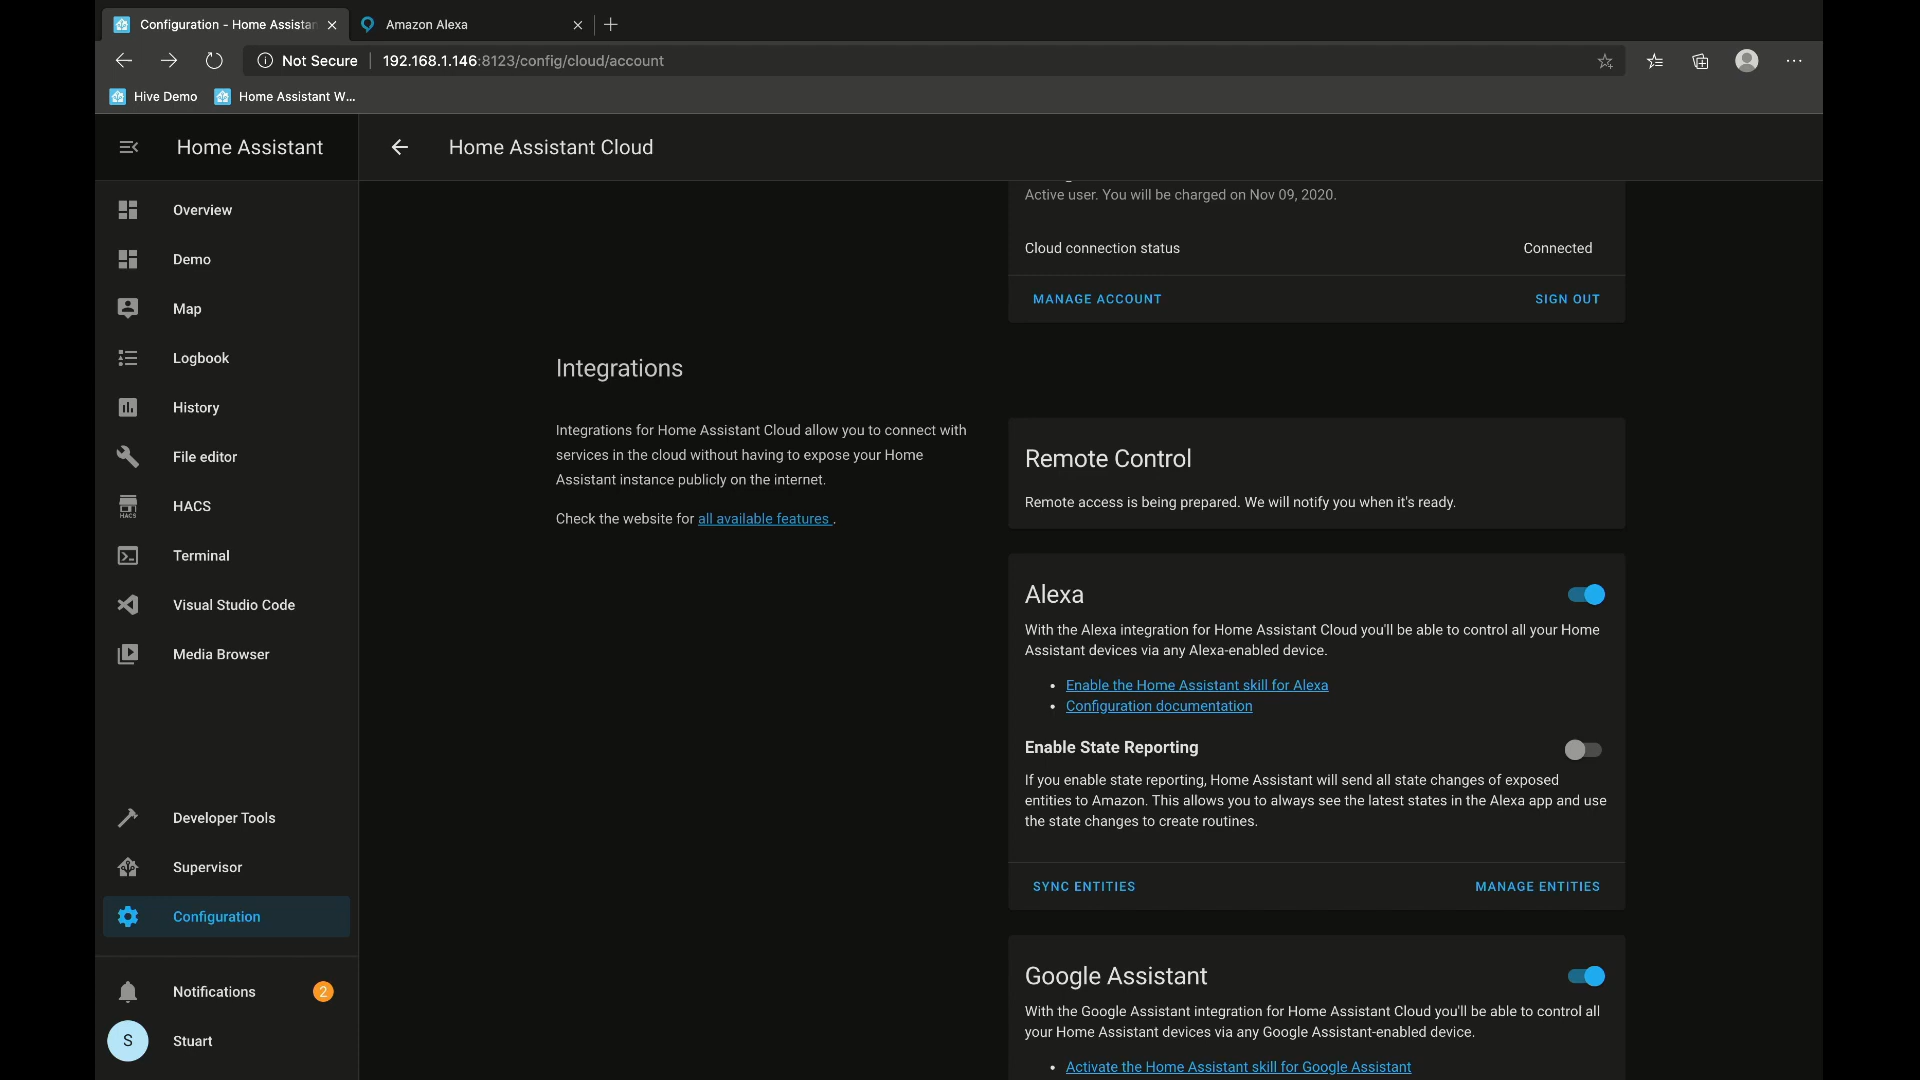 Configuration - Home Assistan
Amazon Alexa
Not Secure
192.168.1.146:8123/config/cloud/account
Hive Demo
Home Assistant W...
Home Assistant
Home Assistant Cloud
Overview
Demo
Map
Logbook
History
File editor
HACS
HACS
Terminal
Visual Studio Code
Media Browser
Developer Tools
Supervisor
Configuration
Notifications
2
S
Stuart
Active user. You will be charged on Nov 09, 2020.
Cloud connection status
Connected
MANAGE ACCOUNT
SIGN OUT
Integrations
Integrations for Home Assistant Cloud allow you to connect with
services in the cloud without having to expose your Home
Assistant instance publicly on the internet.
Check the website for all available features .
Remote Control
Remote access is being prepared. We will notify you when it's ready.
Alexa
With the Alexa integration for Home Assistant Cloud you'll be able to control all your Home
Assistant devices via any Alexa-enabled device.
• Enable the Home Assistant skill for Alexa
• Configuration documentation
Enable State Reporting
If you enable state reporting, Home Assistant will send all state changes of exposed
entities to Amazon. This allows you to always see the latest states in the Alexa app and use
the state changes to create routines.
SYNC ENTITIES
MANAGE ENTITIES
Google Assistant
With the Google Assistant integration for Home Assistant Cloud you'll be able to control all
your Home Assistant devices via any Google Assistant-enabled device.
• Activate the Home Assistant skill for Google Assistant